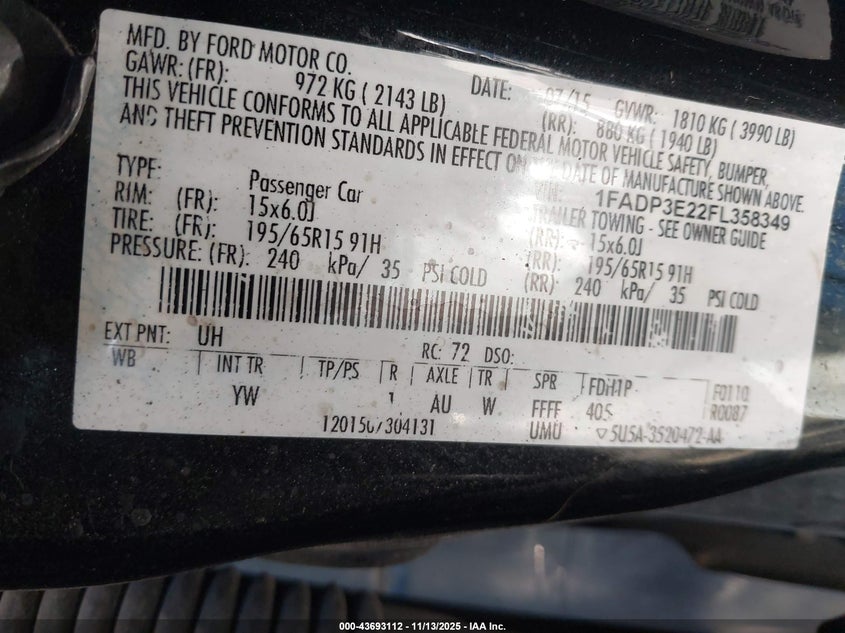 MFD. BY FORD MOTOR CO. DATE: 07/15 GVWR: 1810 KG ( 3990 LB)
GAWR: (FR): 972 KG ( 2143 LB) (RR): 880 KG ( 1940 LB)
THIS VEHICLE CONFORMS TO ALL APPLICABLE FEDERAL MOTOR VEHICLE SAFETY, BUMPER,
AND THEFT PREVENTION STANDARDS IN EFFECT ON THE DATE OF MANUFACTURE SHOWN ABOVE.
VIN: 1FADP3E22FL358349
TYPE: Passenger Car TRAILER TOWING - SEE OWNER GUIDE
RIM: (FR): 15x6.0J (RR): 15x6.0J
TIRE: (FR): 195/65R15 91H (RR): 195/65R15 91H
PRESSURE: (FR): 240 kPa/ 35 PSI COLD (RR): 240 kPa/ 35 PSI COLD
EXT PNT: UH RC: 72 DSO:
WB INT TR TP/PS R AXLE TR SPR FDH1P F0110
YW 1 AU W FFFF 40S R0087
1201507304131 UMU ▽5U5A-3520472-AA
000-43693112 - 11/13/2025 - IAA Inc.